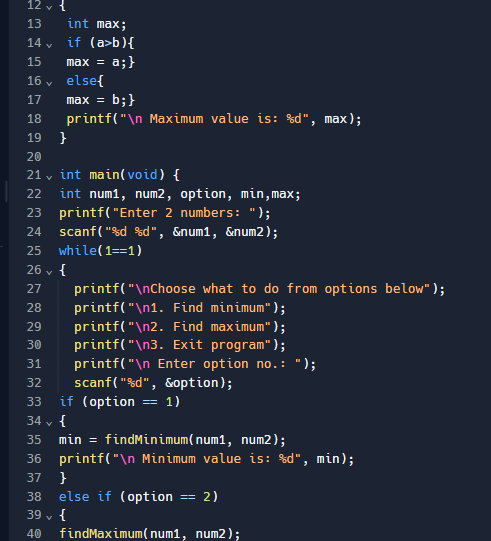 12 {
13 int max;
14 if (a>b){
15 max = a;}
16 else{
17 max = b;}
18 printf("\n Maximum value is: %d", max);
19 }
20
21 int main(void) {
22 int num1, num2, option, min,max;
23 printf("Enter 2 numbers: ");
24 scanf("%d %d", &num1, &num2);
25 while(1==1)
26 {
27 printf("\nChoose what to do from options below");
28 printf("\n1. Find minimum");
29 printf("\n2. Find maximum");
30 printf("\n3. Exit program");
31 printf("\n Enter option no.: ");
32 scanf("%d", &option);
33 if (option == 1)
34 {
35 min = findMinimum(num1, num2);
36 printf("\n Minimum value is: %d", min);
37 }
38 else if (option == 2)
39 {
40 findMaximum(num1, num2);